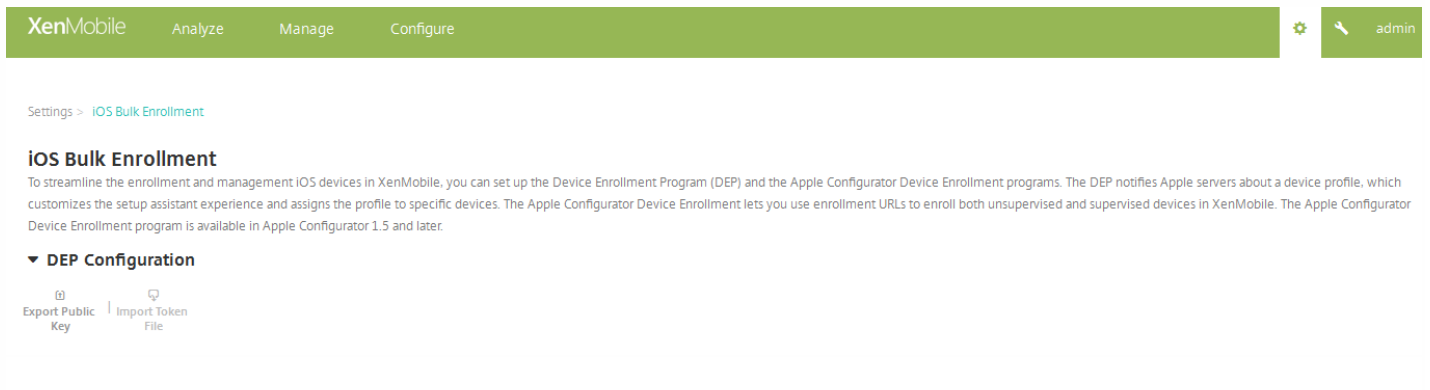 XenMobile Analyze Manage Configure admin
Settings > iOS Bulk Enrollment
iOS Bulk Enrollment
To streamline the enrollment and management iOS devices in XenMobile, you can set up the Device Enrollment Program (DEP) and the Apple Configurator Device Enrollment programs. The DEP notifies Apple servers about a device profile, which
customizes the setup assistant experience and assigns the profile to specific devices. The Apple Configurator Device Enrollment lets you use enrollment URLs to enroll both unsupervised and supervised devices in XenMobile. The Apple Configurator
Device Enrollment program is available in Apple Configurator 1.5 and later.
DEP Configuration
Export Public | Import Token
Key File